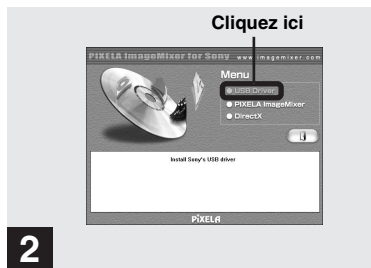 Cliquez ici
PIXELA ImageMixer for Sony www.imagemixer.com
Menu
USB Driver
PIXELA ImageMixer
DirectX
Install Sony's USB driver
PIXELA
2